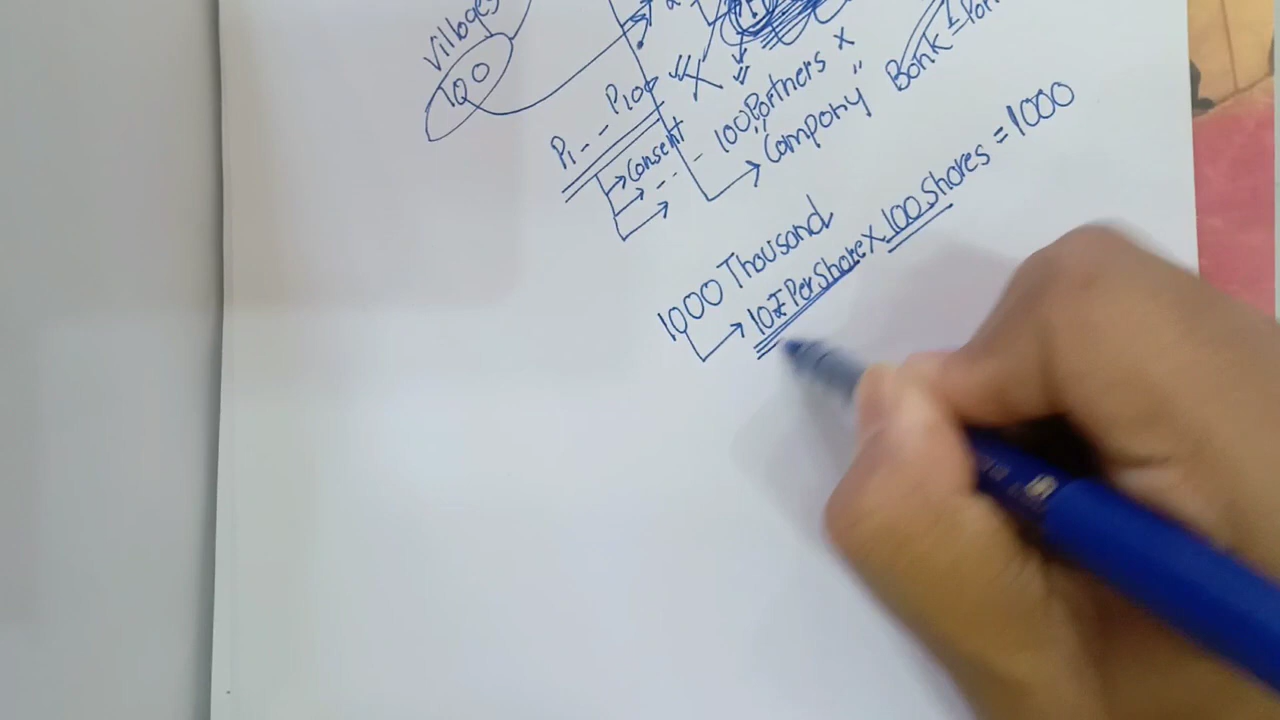 Villages
100
P1 - - P100
Consent
100 Partners x
"Company"
Bank
1000 Thousand
10₹ Per Share x 100 Shares = 1000